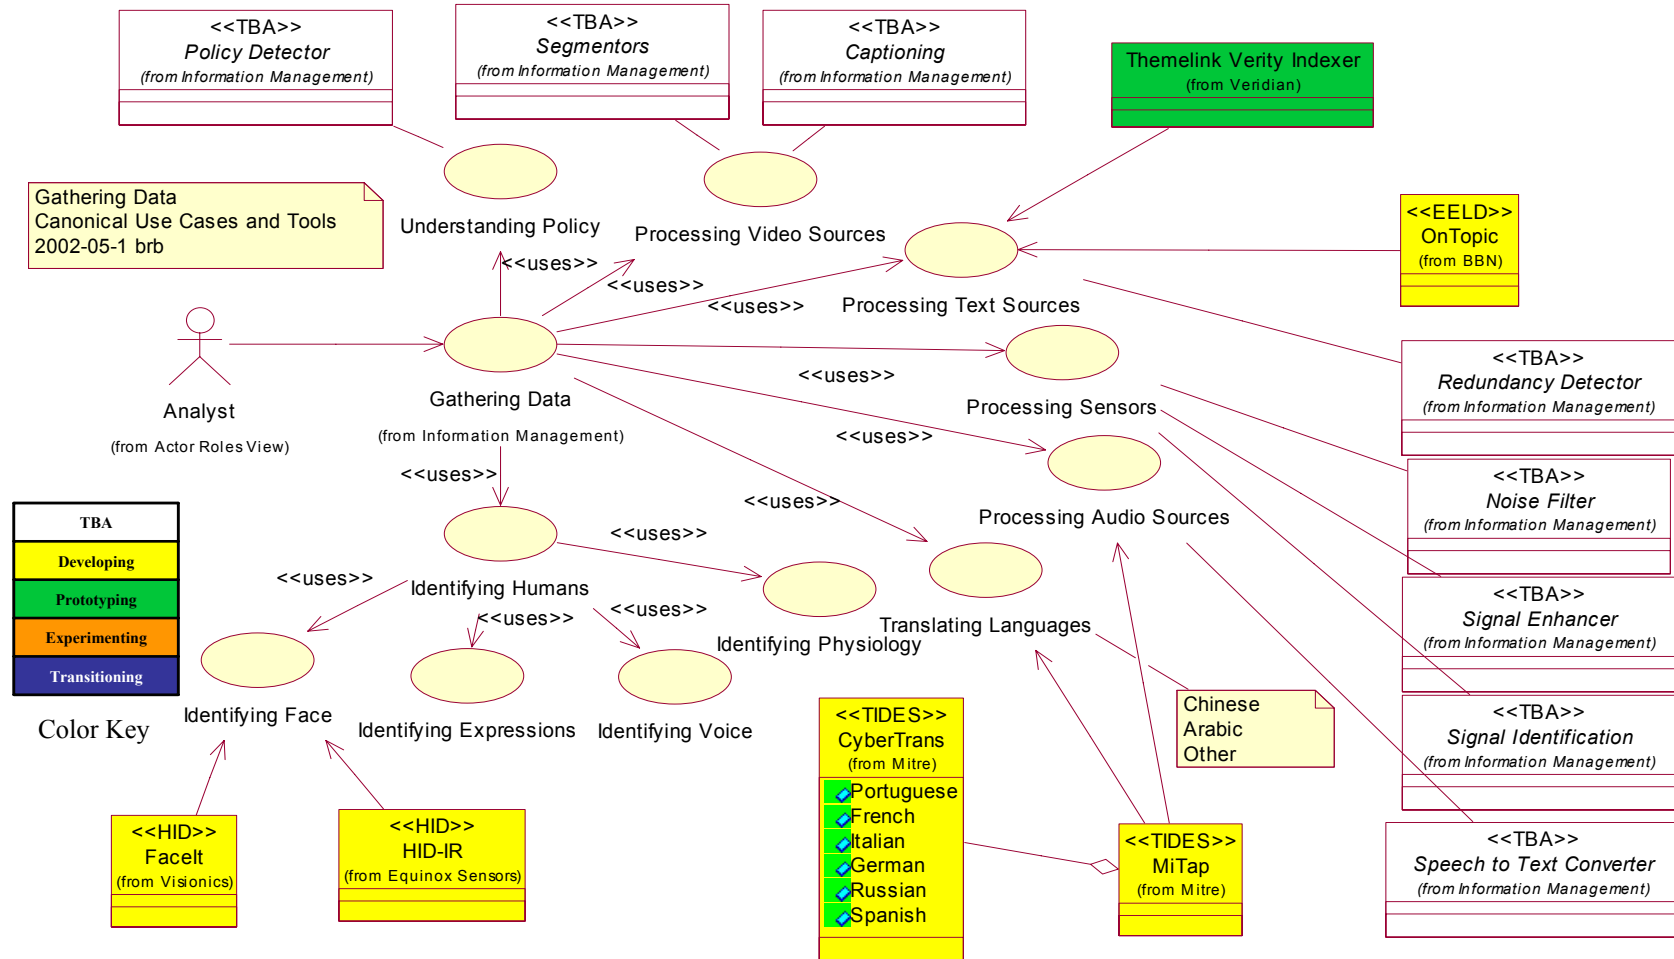 <<TBA>>
Policy Detector
(from Information Management)
<<TBA>>
Segmentors
(from Information Management)
<<TBA>>
Captioning
(from Information Management)
Themelink Verity Indexer
(from Veridian)
Gathering Data
Canonical Use Cases and Tools
2002-05-1 brb
Understanding Policy
Processing Video Sources
<<EELD>>
OnTopic
(from BBN)
<<uses>>
<<uses>>
<<uses>>
Processing Text Sources
Analyst
(from Actor Roles View)
Gathering Data
(from Information Management)
<<uses>>
Processing Sensors
<<TBA>>
Redundancy Detector
(from Information Management)
<<uses>>
<<uses>>
<<uses>>
Processing Audio Sources
<<TBA>>
Noise Filter
(from Information Management)
TBA
Developing
Prototyping
Experimenting
Transitioning
Color Key
<<uses>>
Identifying Humans
<<uses>>
<<uses>>
<<uses>>
Identifying Physiology
Translating Languages
<<TBA>>
Signal Enhancer
(from Information Management)
Identifying Face
Identifying Expressions
Identifying Voice
Chinese
Arabic
Other
<<TBA>>
Signal Identification
(from Information Management)
<<HID>>
FaceIt
(from Visionics)
<<HID>>
HID-IR
(from Equinox Sensors)
<<TIDES>>
CyberTrans
(from Mitre)
Portuguese
French
Italian
German
Russian
Spanish
<<TIDES>>
MiTap
(from Mitre)
<<TBA>>
Speech to Text Converter
(from Information Management)